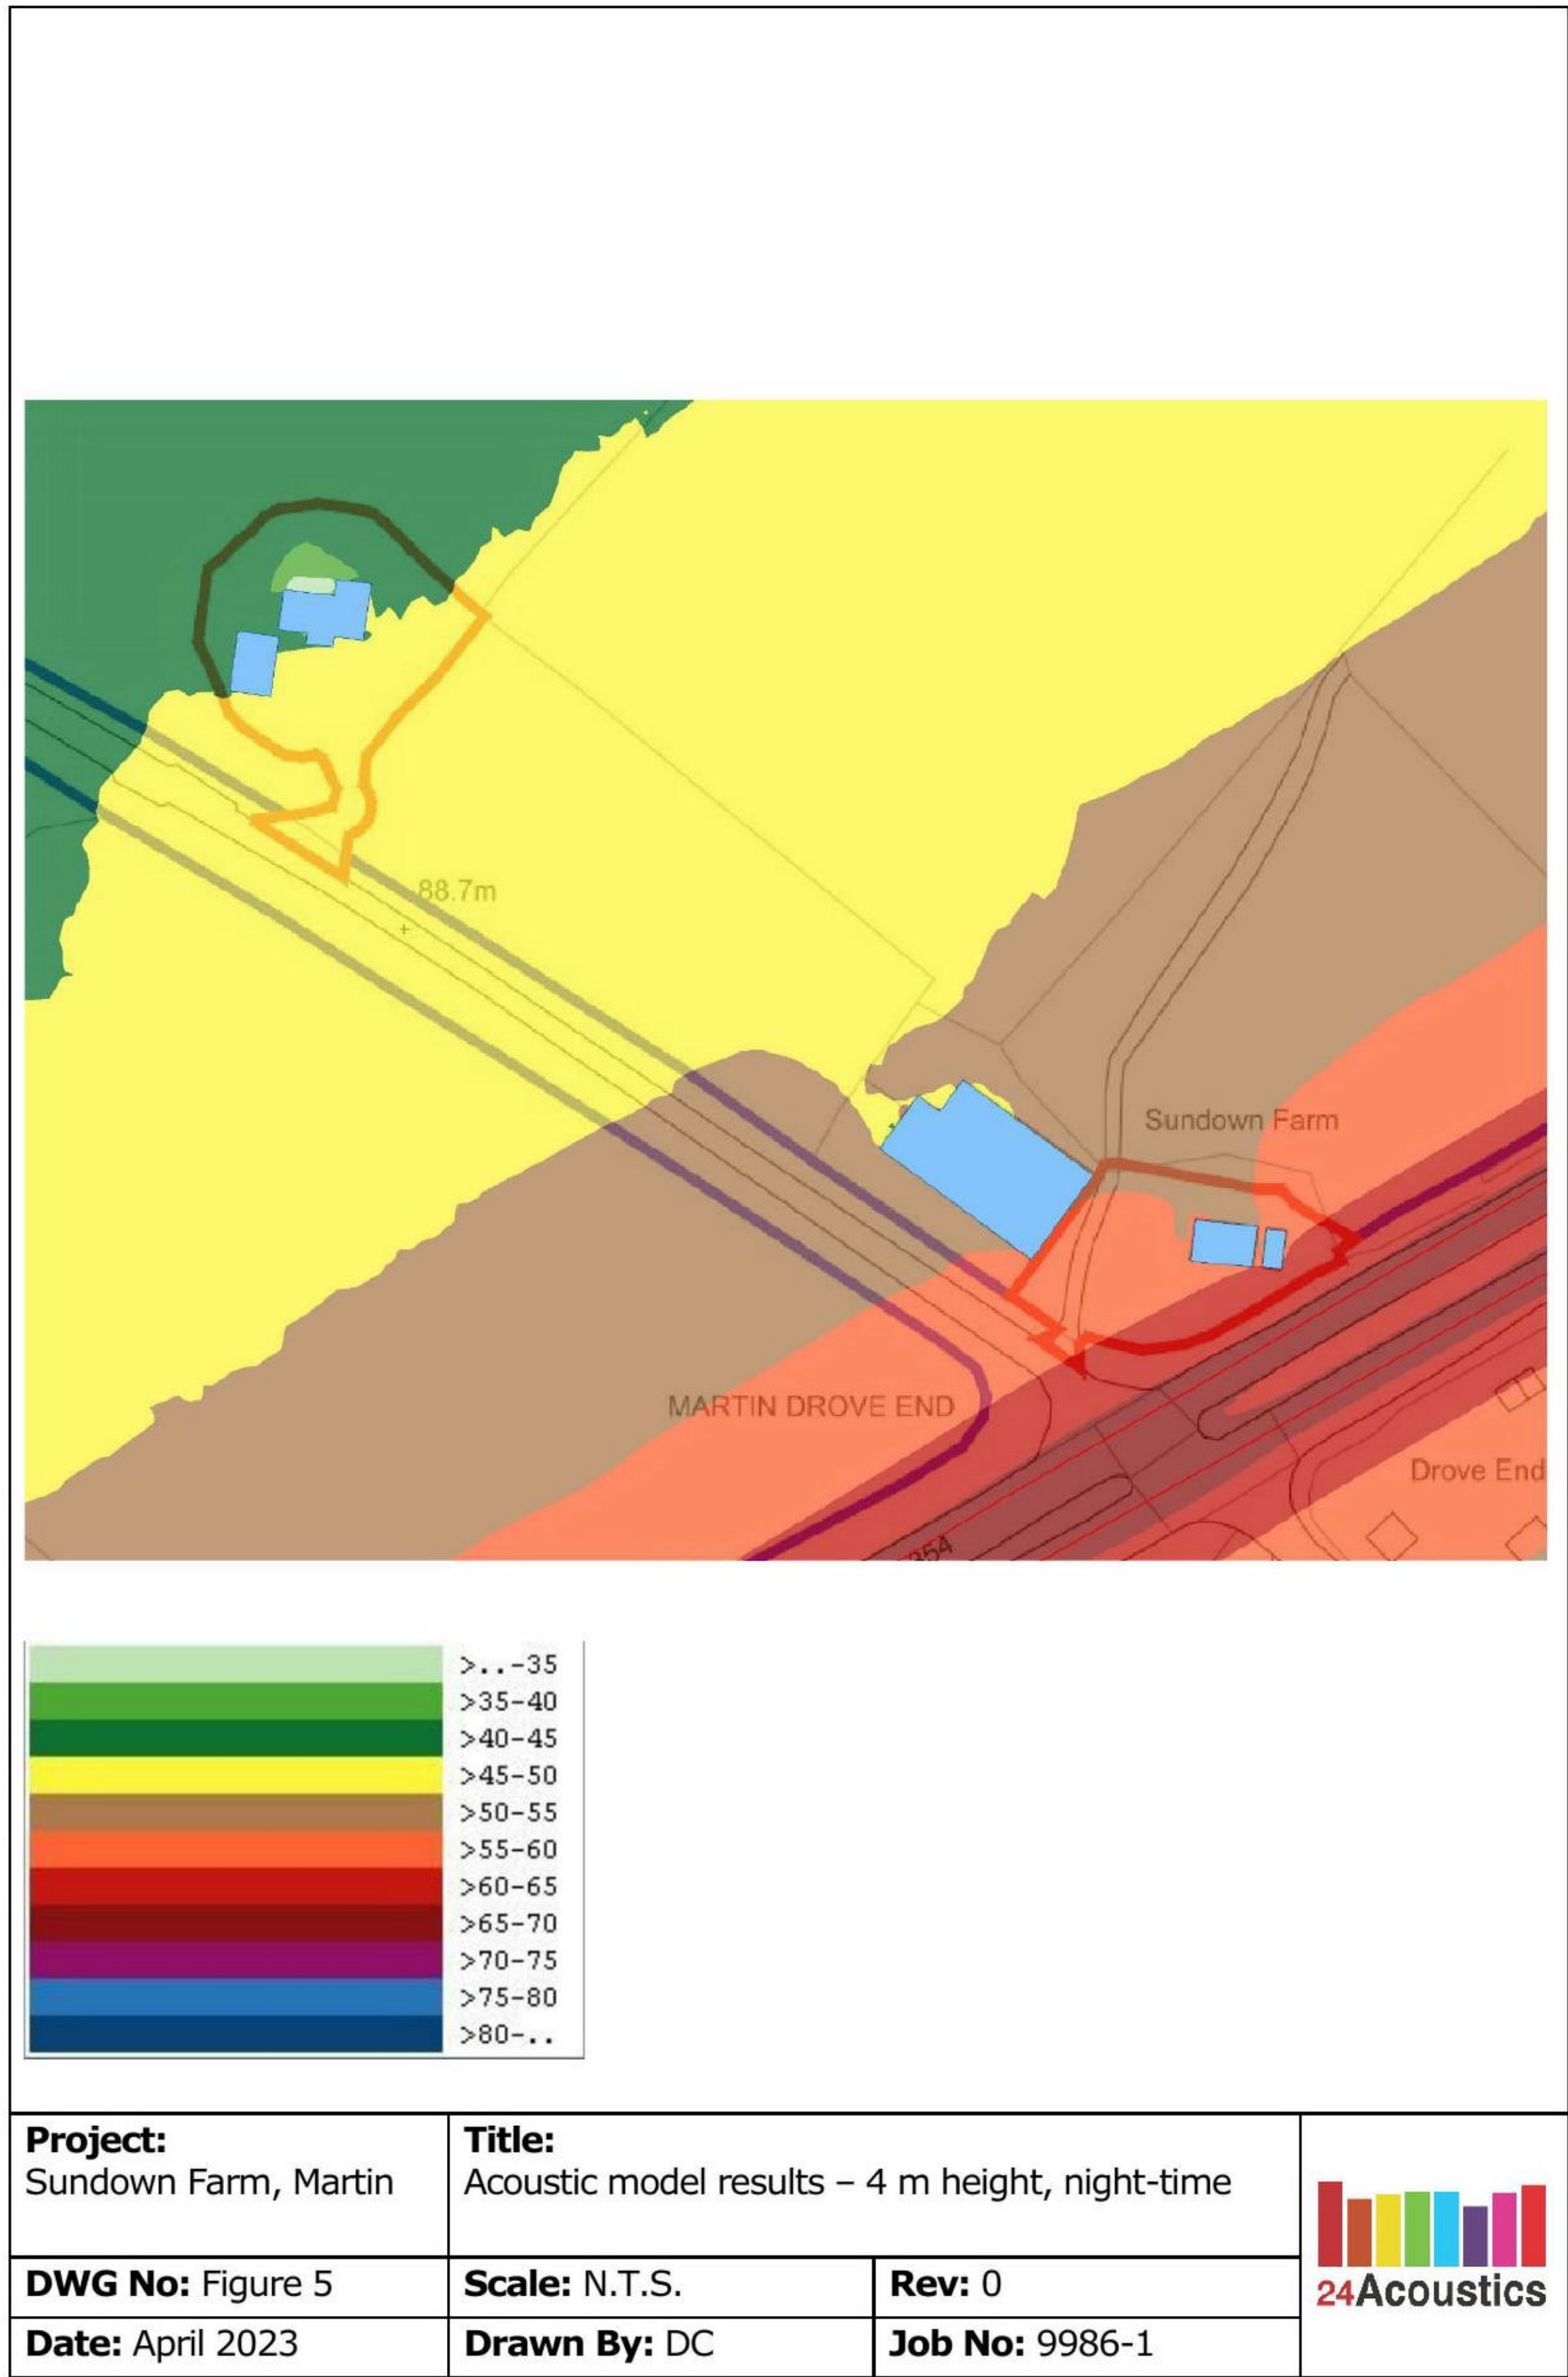 88.7m
Sundown Farm
MARTIN DROVE END
Drove End
354
>..-35
>35-40
>40-45
>45-50
>50-55
>55-60
>60-65
>65-70
>70-75
>75-80
>80-..
Project:
Sundown Farm, Martin
Title:
Acoustic model results – 4 m height, night-time
DWG No: Figure 5
Scale: N.T.S.
Rev: 0
Date: April 2023
Drawn By: DC
Job No: 9986-1
24Acoustics